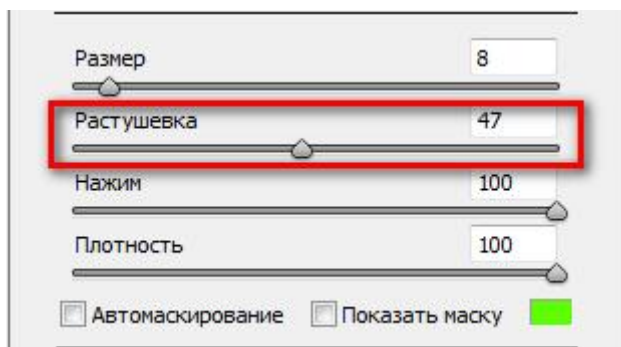 Размер 8
Растушевка 47
Нажим 100
Плотность 100
Автомаскирование Показать маску